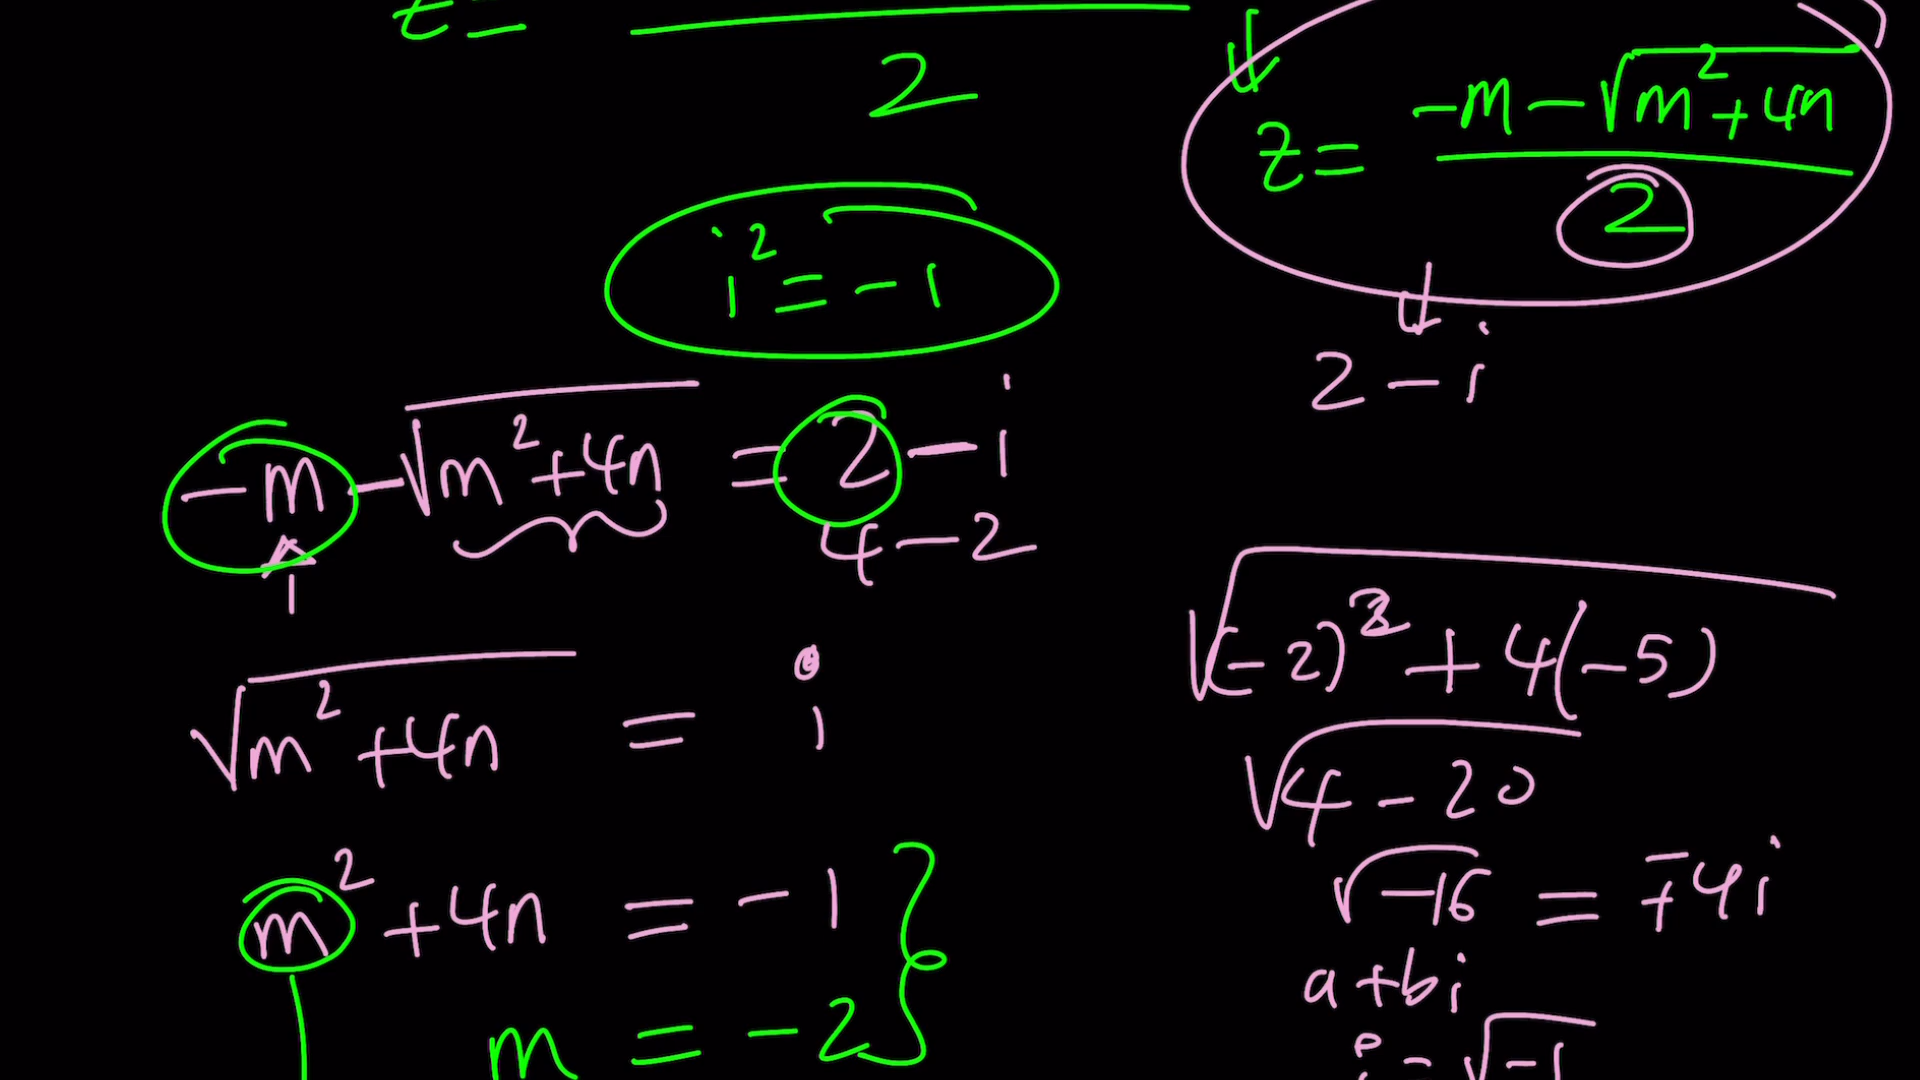 z =
2
z = (-m - √(m² + 4n)) / 2
i² = -1
2 - i
-m - √(m² + 4n) = 2 - i
4 - 2
√(m² + 4n) = i
m² + 4n = -1
m = -2
√((-2)² + 4(-5))
√(4 - 20)
√-16 = ∓4i
a + bi
i = √-1